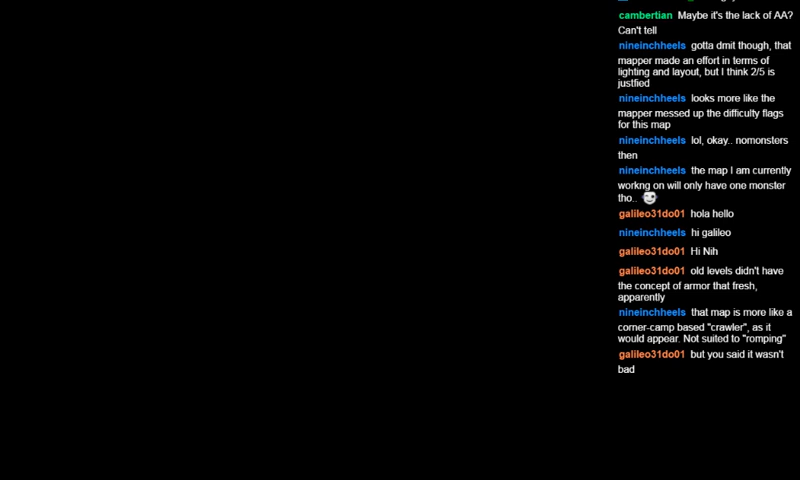 cambertian Maybe it's the lack of AA?
Can't tell
nineinchheels gotta dmit though, that
mapper made an effort in terms of
lighting and layout, but I think 2/5 is
justfied
nineinchheels looks more like the
mapper messed up the difficulty flags
for this map
nineinchheels lol, okay.. nomonsters
then
nineinchheels the map I am currently
workng on will only have one monster
tho..
galileo31do01 hola hello
nineinchheels hi galileo
galileo31do01 Hi Nih
galileo31do01 old levels didn't have
the concept of armor that fresh,
apparently
nineinchheels that map is more like a
corner-camp based "crawler", as it
would appear. Not suited to "romping"
galileo31do01 but you said it wasn't
bad